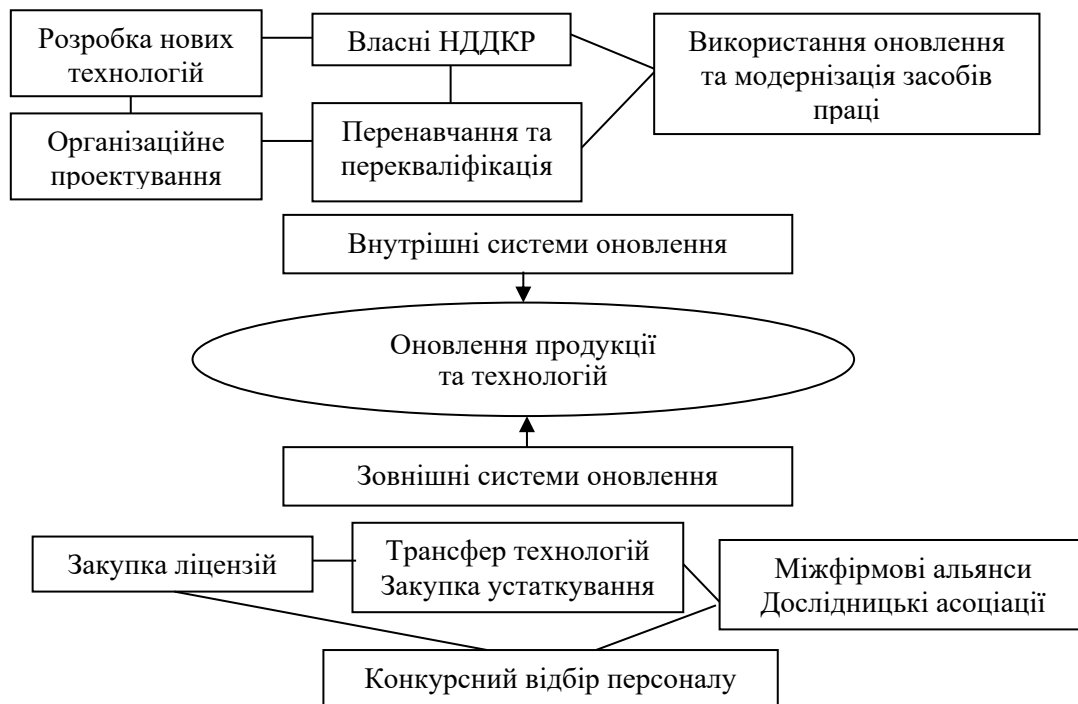 Розробка нових
технологій
Власні НДДКР
Використання оновлення
та модернізація засобів
праці
Організаційне
проектування
Перенавчання та
перекваліфікація
Внутрішні системи оновлення
Оновлення продукції
та технологій
Зовнішні системи оновлення
Закупка ліцензій
Трансфер технологій
Закупка устаткування
Міжфірмові альянси
Дослідницькі асоціації
Конкурсний відбір персоналу